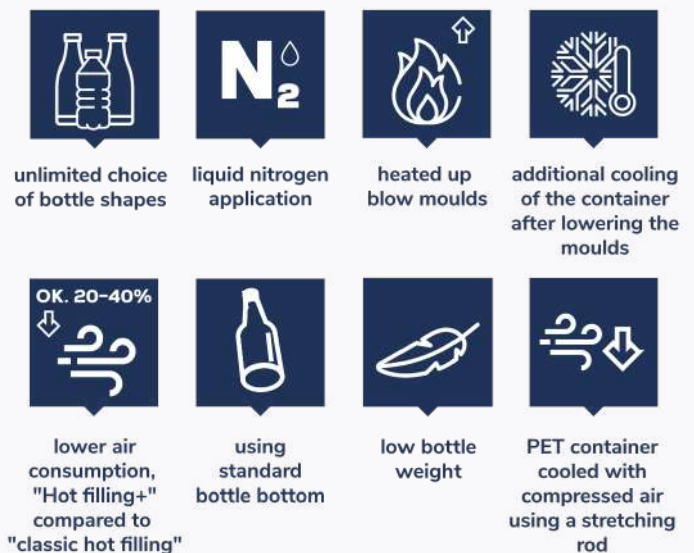 N₂
unlimited choice
of bottle shapes
liquid nitrogen
application
heated up
blow moulds
additional cooling
of the container
after lowering the
moulds
OK. 20-40%
lower air
consumption,
"Hot filling+"
compared to
"classic hot filling"
using
standard
bottle bottom
low bottle
weight
PET container
cooled with
compressed air
using a stretching
rod